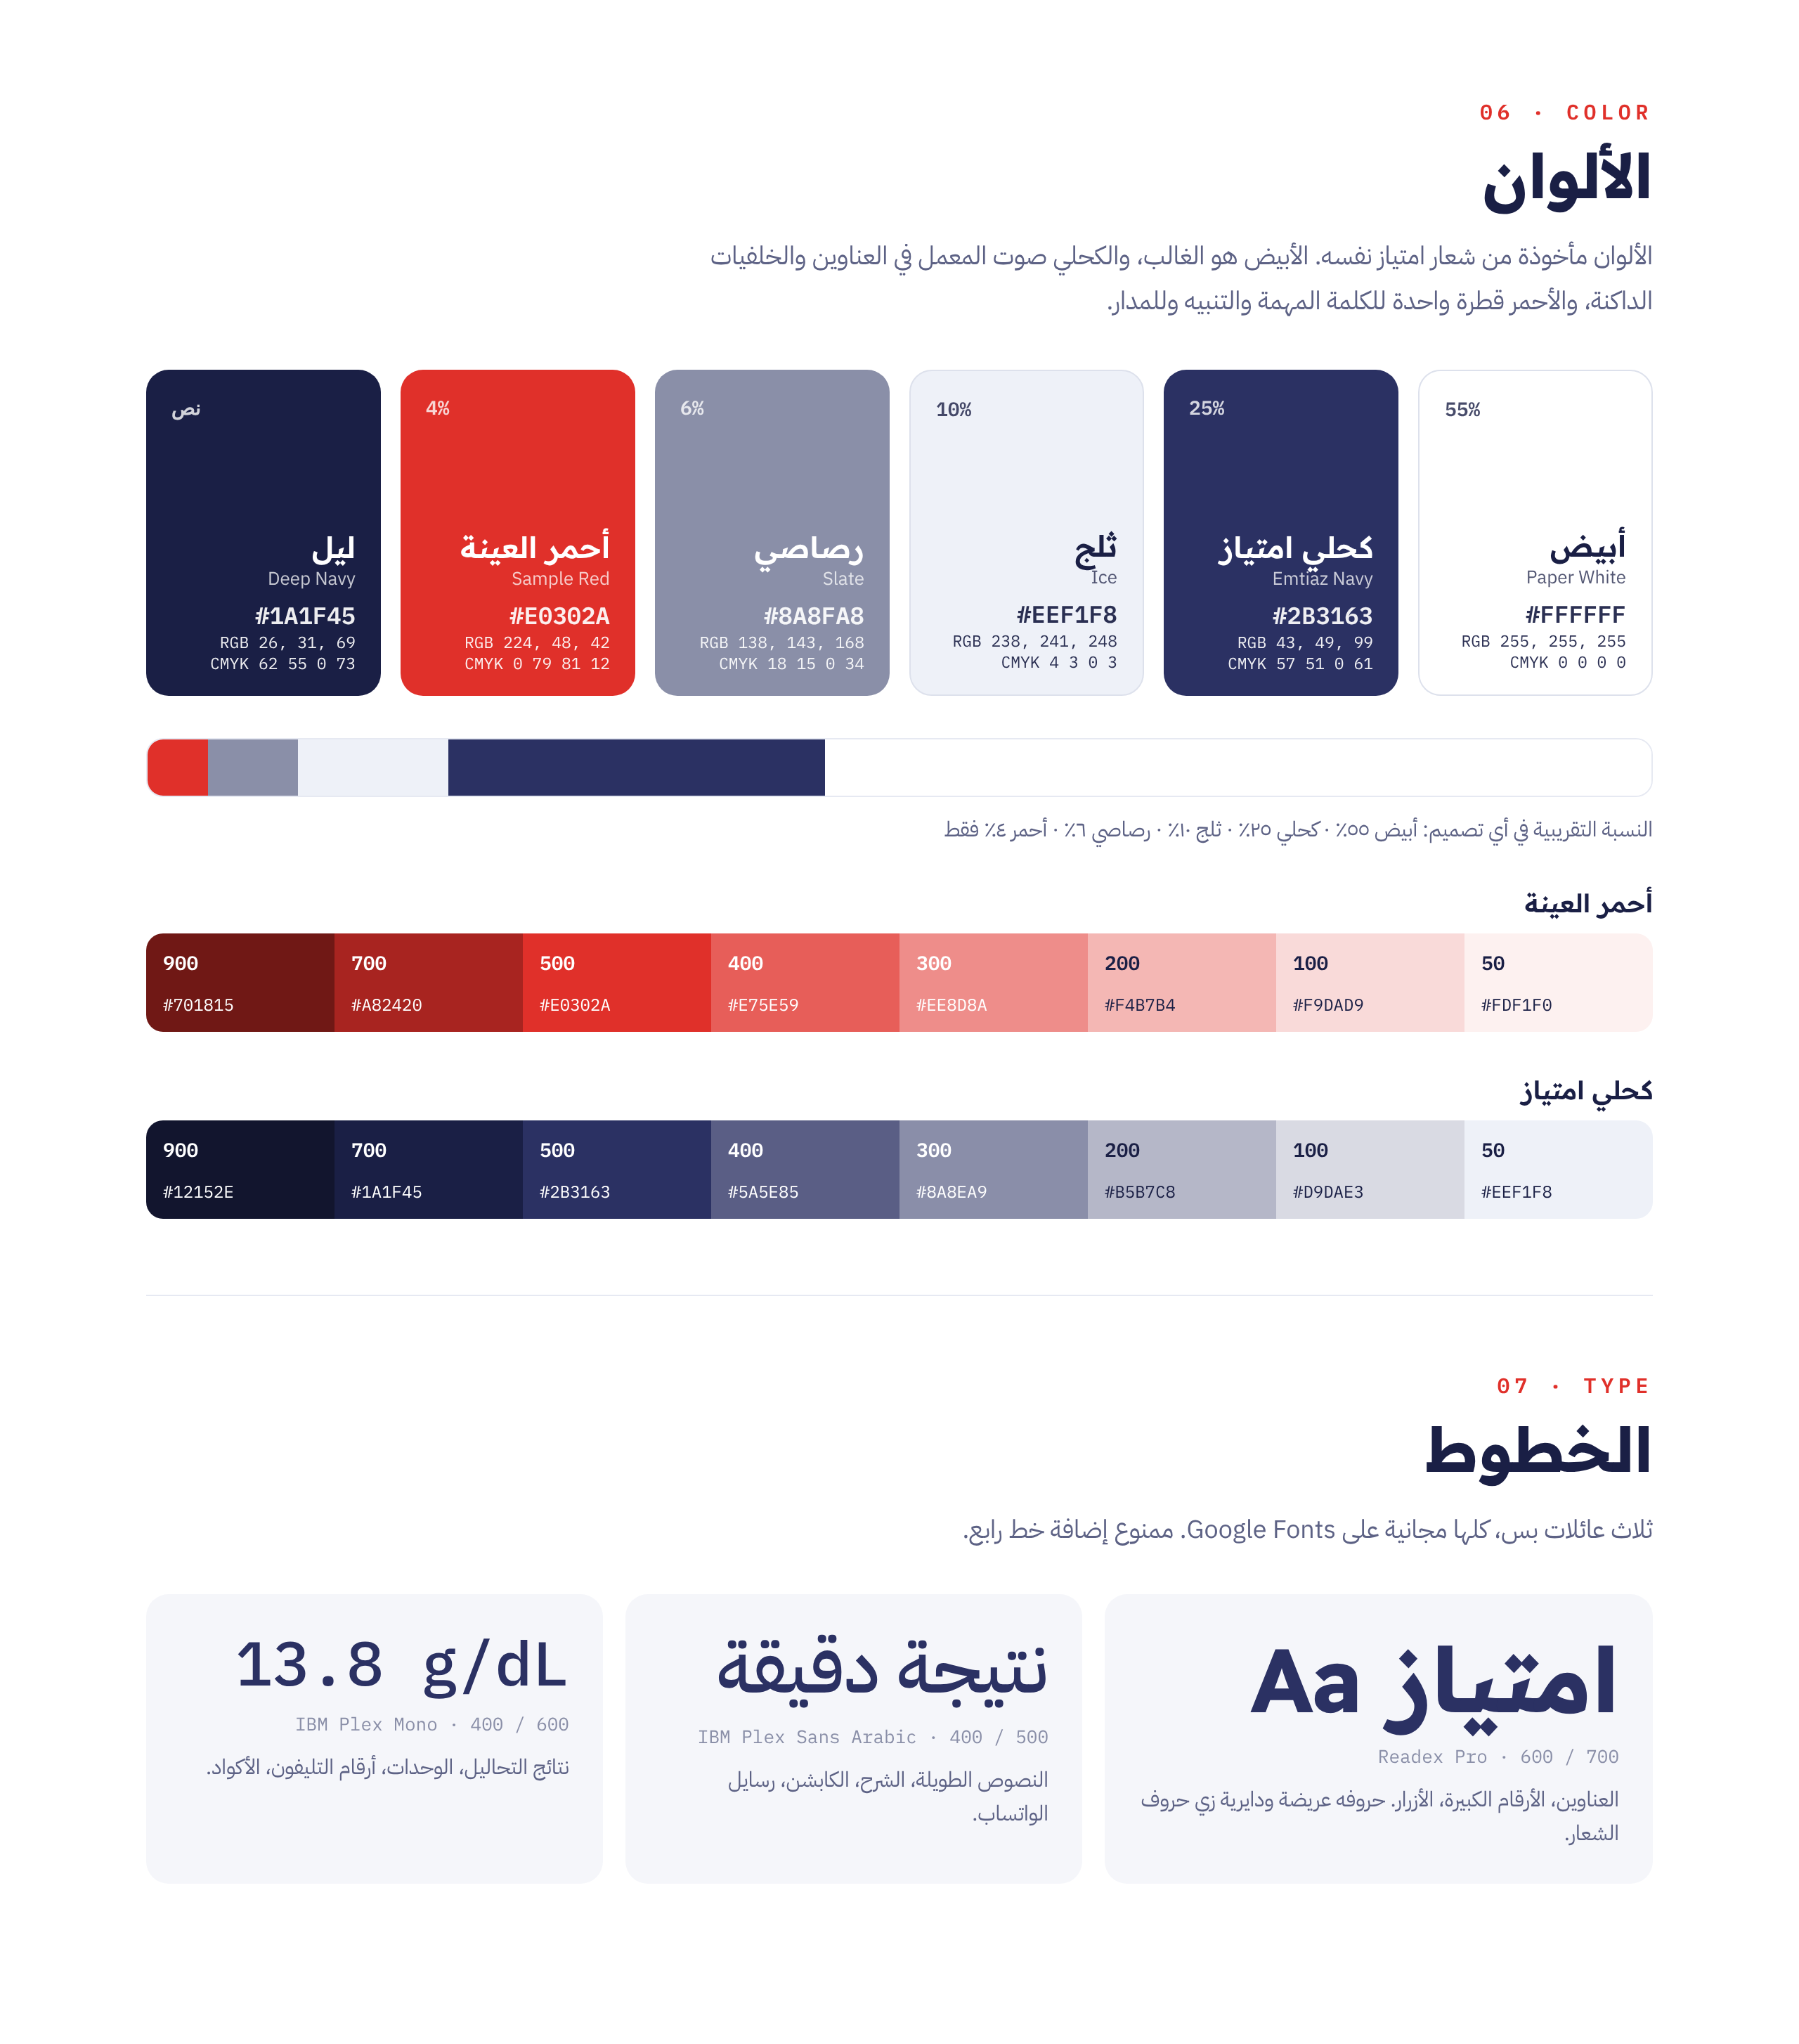 06 · COLOR
الألوان
الألوان مأخوذة من شعار امتياز نفسه. الأبيض هو الغالب، والكحلي صوت المعمل في العناوين والخلفيات
الداكنة، والأحمر قطرة واحدة للكلمة المهمة والتنبيه وللمدار.
55%
أبيض
Paper White
#FFFFFF
RGB 255, 255, 255
CMYK 0 0 0 0
25%
كحلي امتياز
Emtiaz Navy
#2B3163
RGB 43, 49, 99
CMYK 57 51 0 61
10%
ثلج
Ice
#EEF1F8
RGB 238, 241, 248
CMYK 4 3 0 3
6%
رصاصي
Slate
#8A8FA8
RGB 138, 143, 168
CMYK 18 15 0 34
4%
أحمر العينة
Sample Red
#E0302A
RGB 224, 48, 42
CMYK 0 79 81 12
نص
ليل
Deep Navy
#1A1F45
RGB 26, 31, 69
CMYK 62 55 0 73
النسبة التقريبية في أي تصميم: أبيض ٥٥٪ · كحلي ٢٥٪ · ثلج ١٠٪ · رصاصي ٦٪ · أحمر ٤٪ فقط
أحمر العينة
50
#FDF1F0
100
#F9DAD9
200
#F4B7B4
300
#EE8D8A
400
#E75E59
500
#E0302A
700
#A82420
900
#701815
كحلي امتياز
50
#EEF1F8
100
#D9DAE3
200
#B5B7C8
300
#8A8EA9
400
#5A5E85
500
#2B3163
700
#1A1F45
900
#12152E
07 · TYPE
الخطوط
ثلاث عائلات بس، كلها مجانية على Google Fonts. ممنوع إضافة خط رابع.
امتياز Aa
Readex Pro · 600 / 700
العناوين، الأرقام الكبيرة، الأزرار. حروفه عريضة ودايرية زي حروف
الشعار.
نتيجة دقيقة
IBM Plex Sans Arabic · 400 / 500
النصوص الطويلة، الشرح، الكابشن، رسايل
الواتساب.
13.8 g/dL
IBM Plex Mono · 400 / 600
نتائج التحاليل، الوحدات، أرقام التليفون، الأكواد.